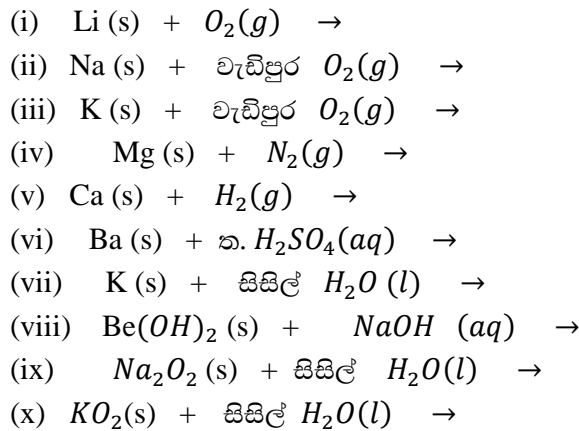 (i) Li (s) + O₂(g) →
(ii) Na (s) + වැඩිපුර O₂(g) →
(iii) K (s) + වැඩිපුර O₂(g) →
(iv) Mg (s) + N₂(g) →
(v) Ca (s) + H₂(g) →
(vi) Ba (s) + ත. H₂SO₄(aq) →
(vii) K (s) + සිසිල් H₂O (l) →
(viii) Be(OH)₂ (s) + NaOH (aq) →
(ix) Na₂O₂ (s) + සිසිල් H₂O(l) →
(x) KO₂(s) + සිසිල් H₂O(l) →